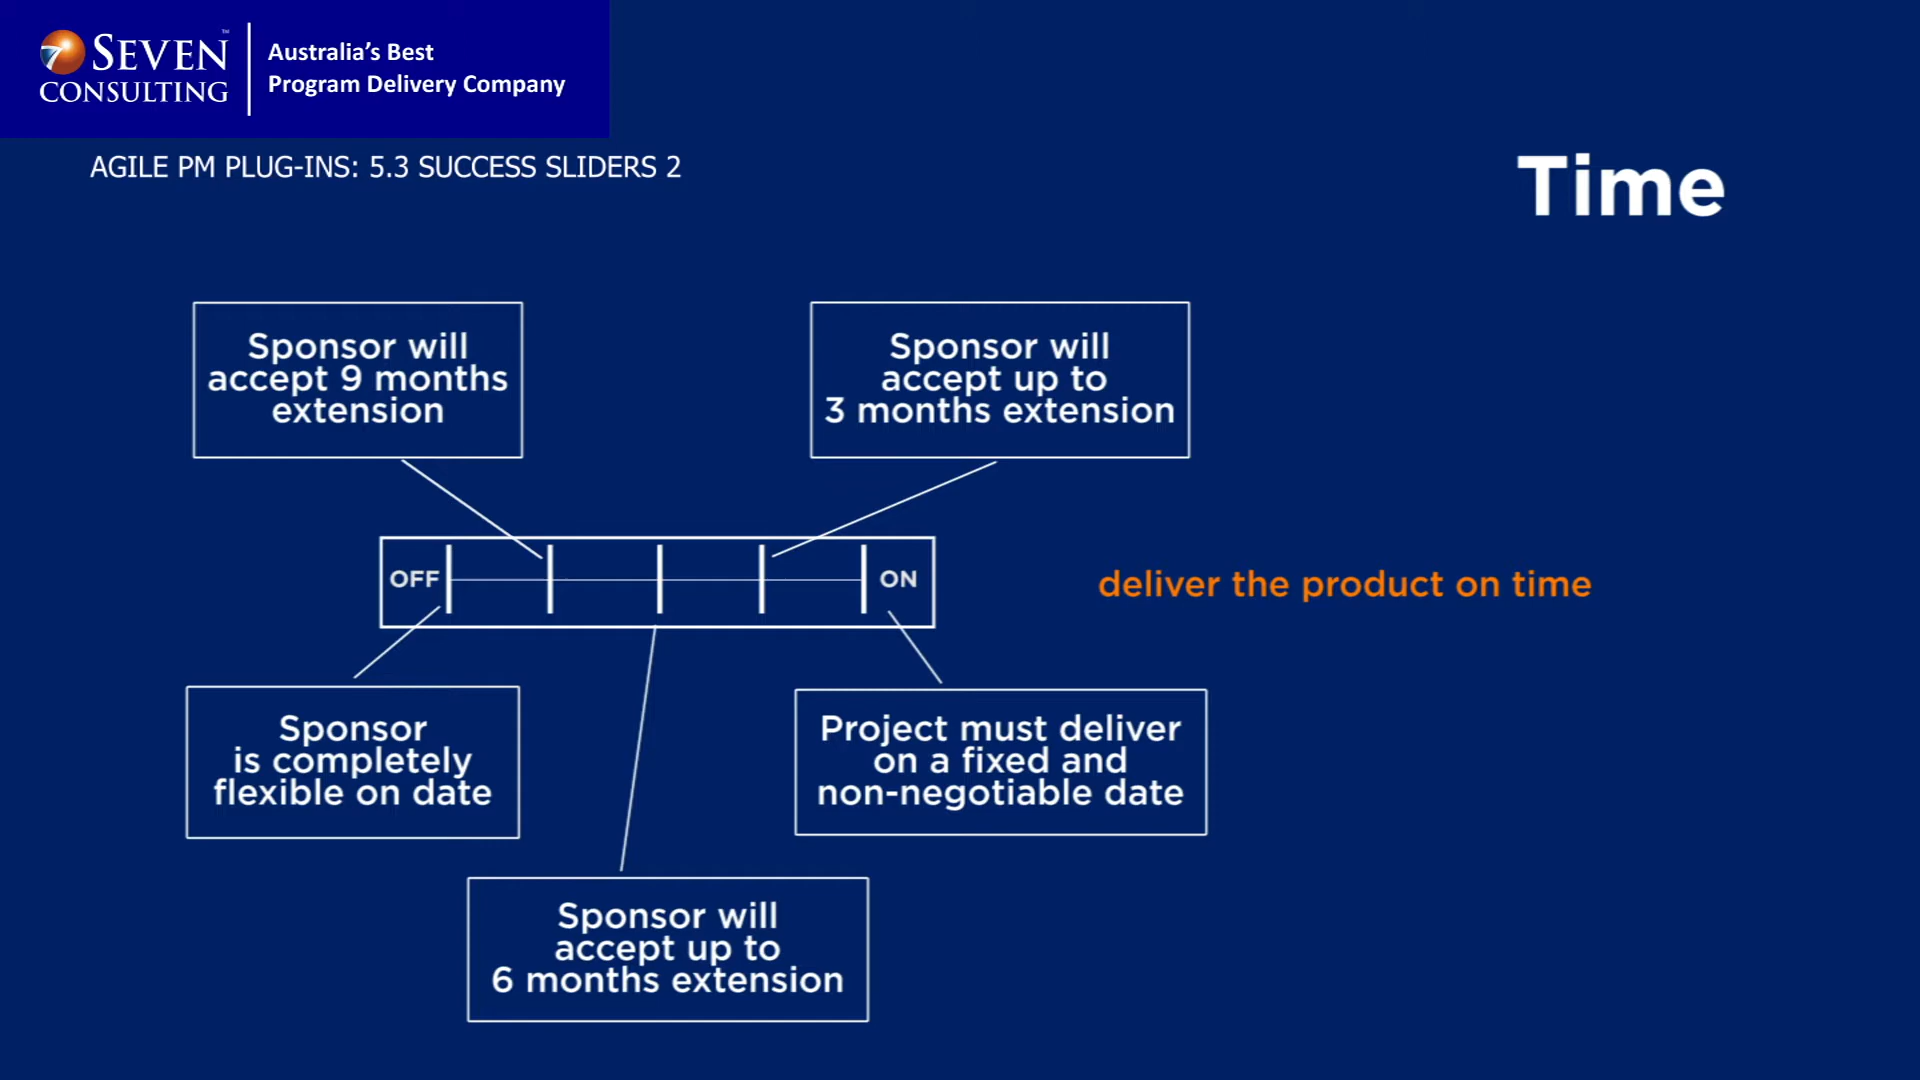 7 SEVEN™
CONSULTING
Australia's Best
Program Delivery Company
AGILE PM PLUG-INS: 5.3 SUCCESS SLIDERS 2
Time
Sponsor will
accept 9 months
extension
Sponsor will
accept up to
3 months extension
OFF
ON
deliver the product on time
Sponsor
is completely
flexible on date
Project must deliver
on a fixed and
non-negotiable date
Sponsor will
accept up to
6 months extension